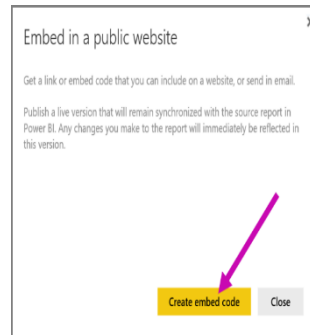 Embed in a public website
Get a link or embed code that you can include on a website, or send in email.
Publish a live version that will remain synchronized with the source report in
Power BI. Any changes you make to the report will immediately be reflected in
this version.
Create embed code Close